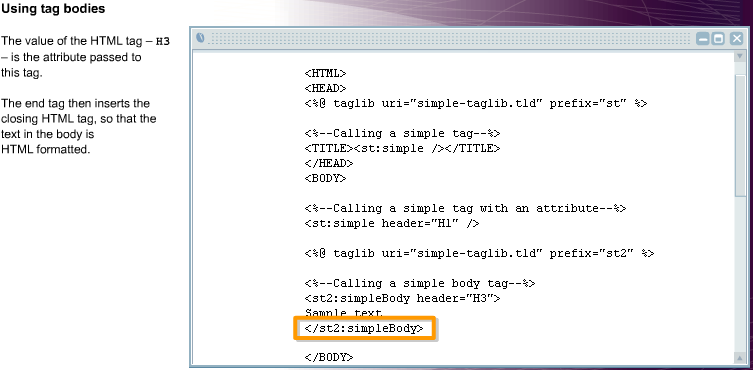 Using tag bodies
The value of the HTML tag – H3
– is the attribute passed to
this tag.
The end tag then inserts the
closing HTML tag, so that the
text in the body is
HTML formatted.
<HTML>
<HEAD>
<%@ taglib uri="simple-taglib.tld" prefix="st" %>
<%--Calling a simple tag--%>
<TITLE><st:simple /></TITLE>
</HEAD>
<BODY>
<%--Calling a simple tag with an attribute--%>
<st:simple header="H1" />
<%@ taglib uri="simple-taglib.tld" prefix="st2" %>
<%--Calling a simple body tag--%>
<st2:simpleBody header="H3">
Sample text
</st2:simpleBody>
</BODY>